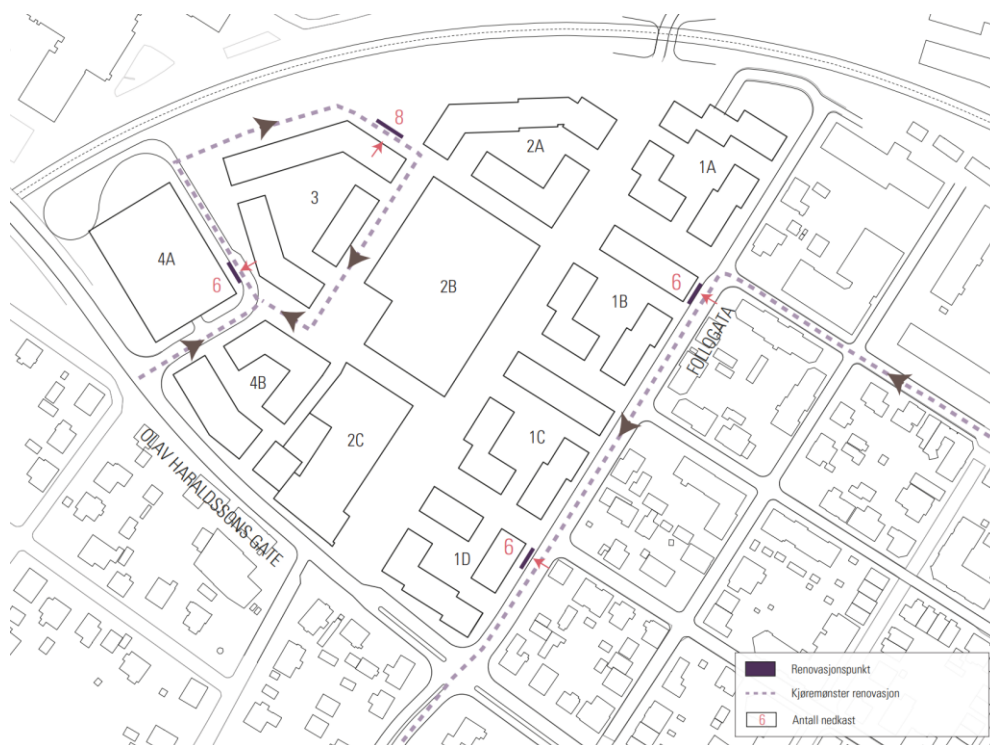 8
2A
1A
3
4A
6
6
2B
1B
FOLLOGATA
4B
2C
1C
OLAV HARALDSSONS GATE
6
1D
Renovasjonspunkt
Kjøremønster renovasjon
6 Antall nedkast